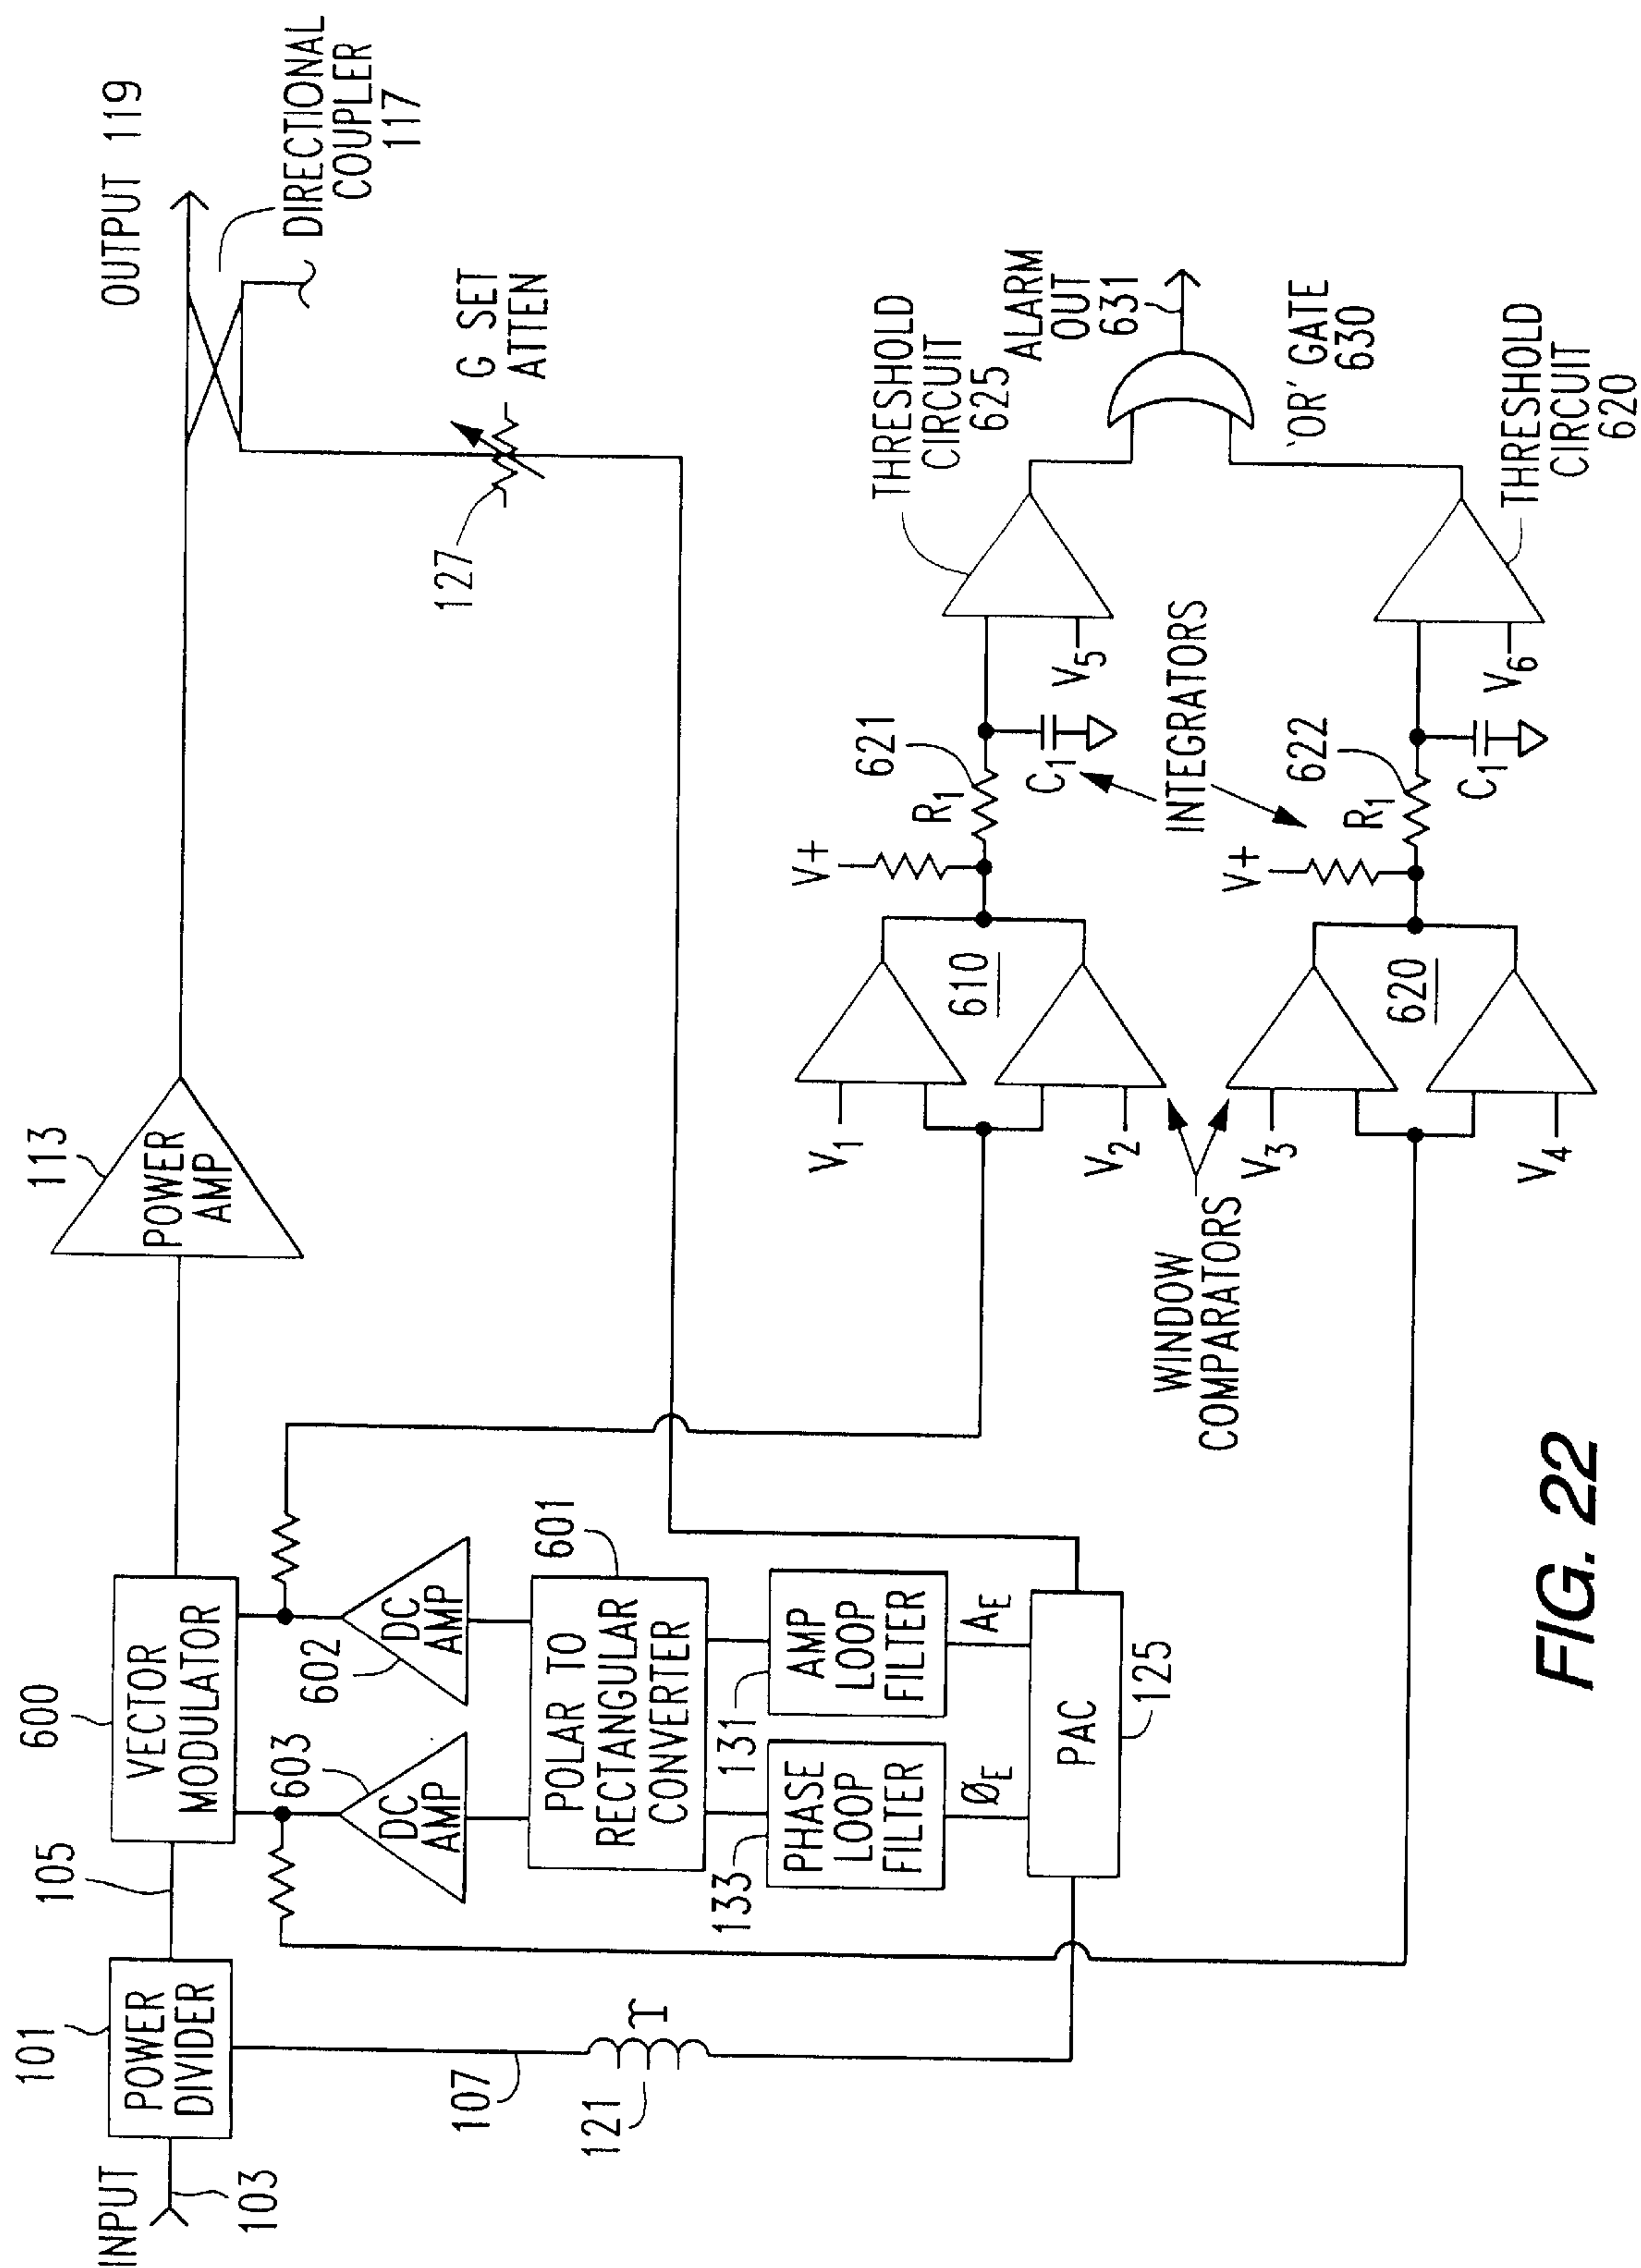 INPUT
103
101
POWER
DIVIDER
105
107
121
T
600
VECTOR
MODULATOR
603
DC
AMP
602
DC
AMP
POLAR TO
RECTANGULAR
CONVERTER
601
133
PHASE
LOOP
FILTER
131
AMP
LOOP
FILTER
ØE
AE
PAC
125
113
POWER
AMP
OUTPUT 119
DIRECTIONAL
COUPLER
117
127
G SET
ATTEN
V1
V2
610
V+
R1
621
C1
V5
THRESHOLD
CIRCUIT
625
ALARM
OUT
631
'OR' GATE
630
INTEGRATORS
WINDOW
COMPARATORS
V3
V4
620
V+
R1
622
C1
V6
THRESHOLD
CIRCUIT
620
FIG. 22